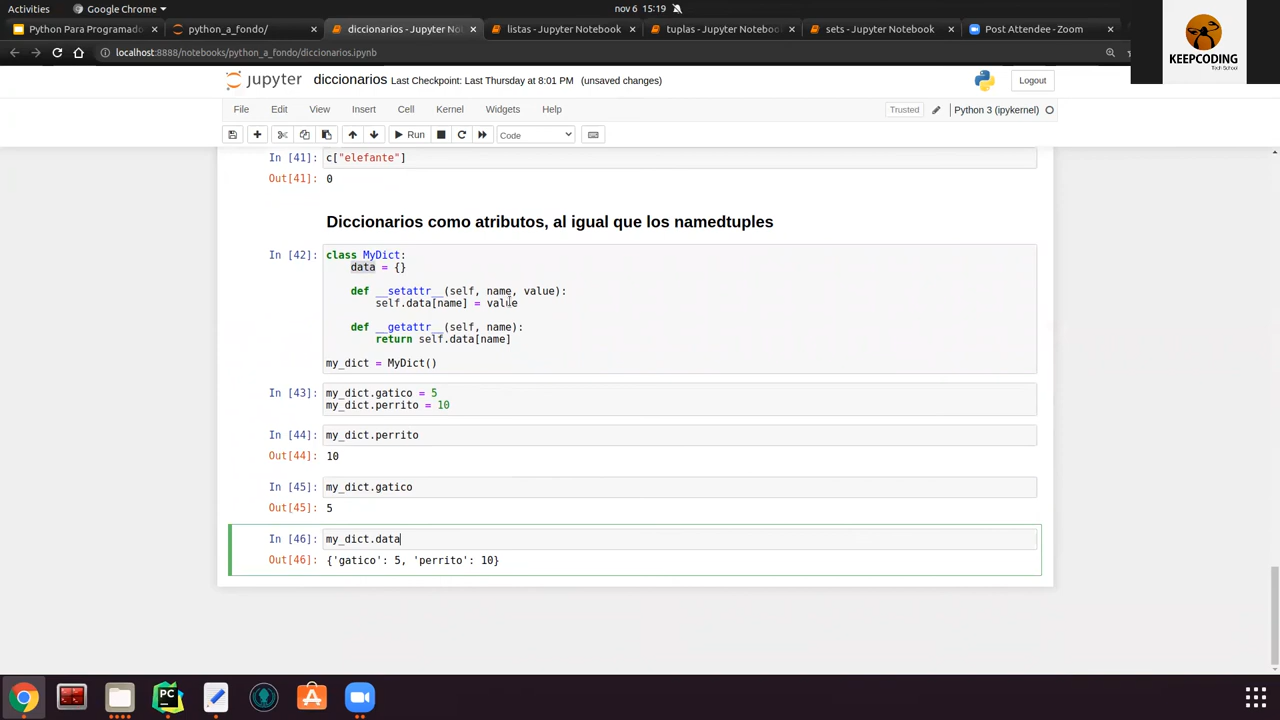 Activities
Google Chrome
nov 6 15:19
Python Para Programado
python_a_fondo/
diccionarios - Jupyter No
listas - Jupyter Notebook
tuplas - Jupyter Notebook
sets - Jupyter Notebook
Post Attendee - Zoom
localhost:8888/notebooks/python_a_fondo/diccionarios.ipynb
KEEPCODING
Tech School
jupyter diccionarios Last Checkpoint: Last Thursday at 8:01 PM (unsaved changes)
Logout
File Edit View Insert Cell Kernel Widgets Help
Trusted
Python 3 (ipykernel)
Run
Code
In [41]: c["elefante"]
Out[41]: 0
Diccionarios como atributos, al igual que los namedtuples
In [42]: class MyDict:
data = {}
def __setattr__(self, name, value):
self.data[name] = value
def __getattr__(self, name):
return self.data[name]
my_dict = MyDict()
In [43]: my_dict.gatico = 5
my_dict.perrito = 10
In [44]: my_dict.perrito
Out[44]: 10
In [45]: my_dict.gatico
Out[45]: 5
In [46]: my_dict.data
Out[46]: {'gatico': 5, 'perrito': 10}
PC